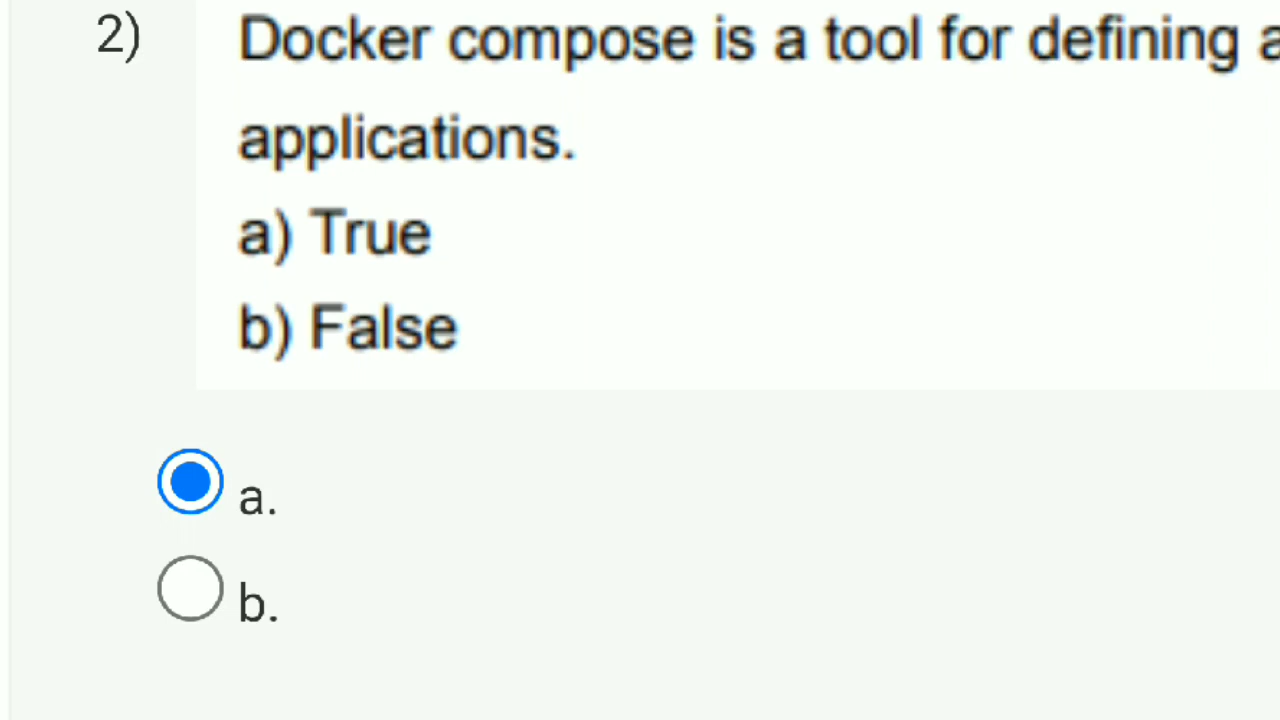 2) Docker compose is a tool for defining
applications.
a) True
b) False
a.
b.